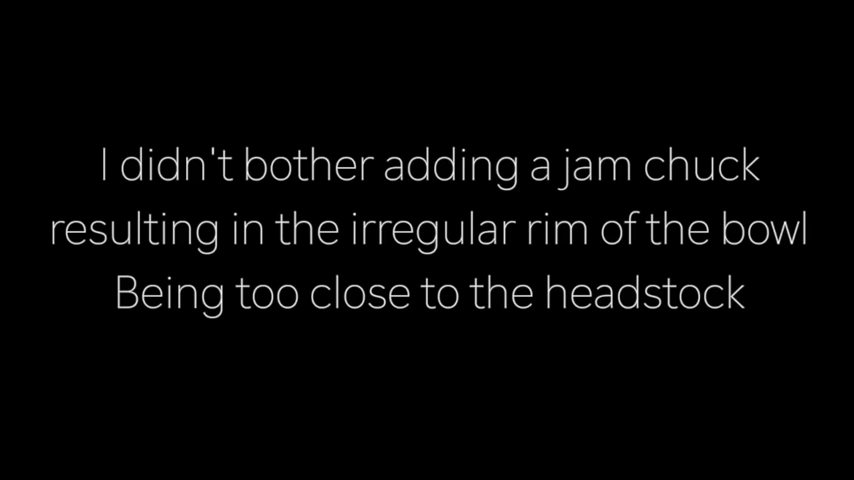 I didn't bother adding a jam chuck
resulting in the irregular rim of the bowl
Being too close to the headstock